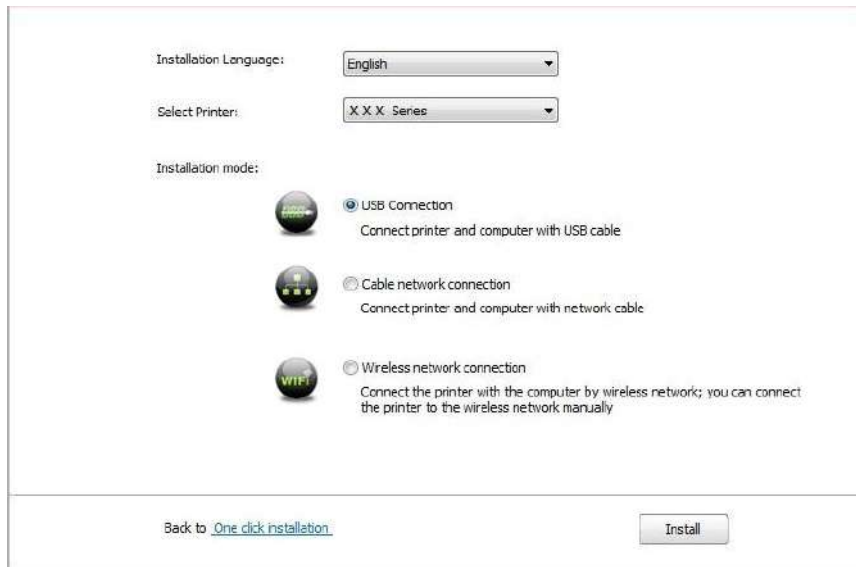 Installation Language: English
Select Printer: X X X Series
Installation mode:
USB Connection
Connect printer and computer with USB cable
Cable network connection
Connect printer and computer with network cable
WIFI
Wireless network connection
Connect the printer with the computer by wireless network; you can connect
the printer to the wireless network manually
Back to One click installation
Install